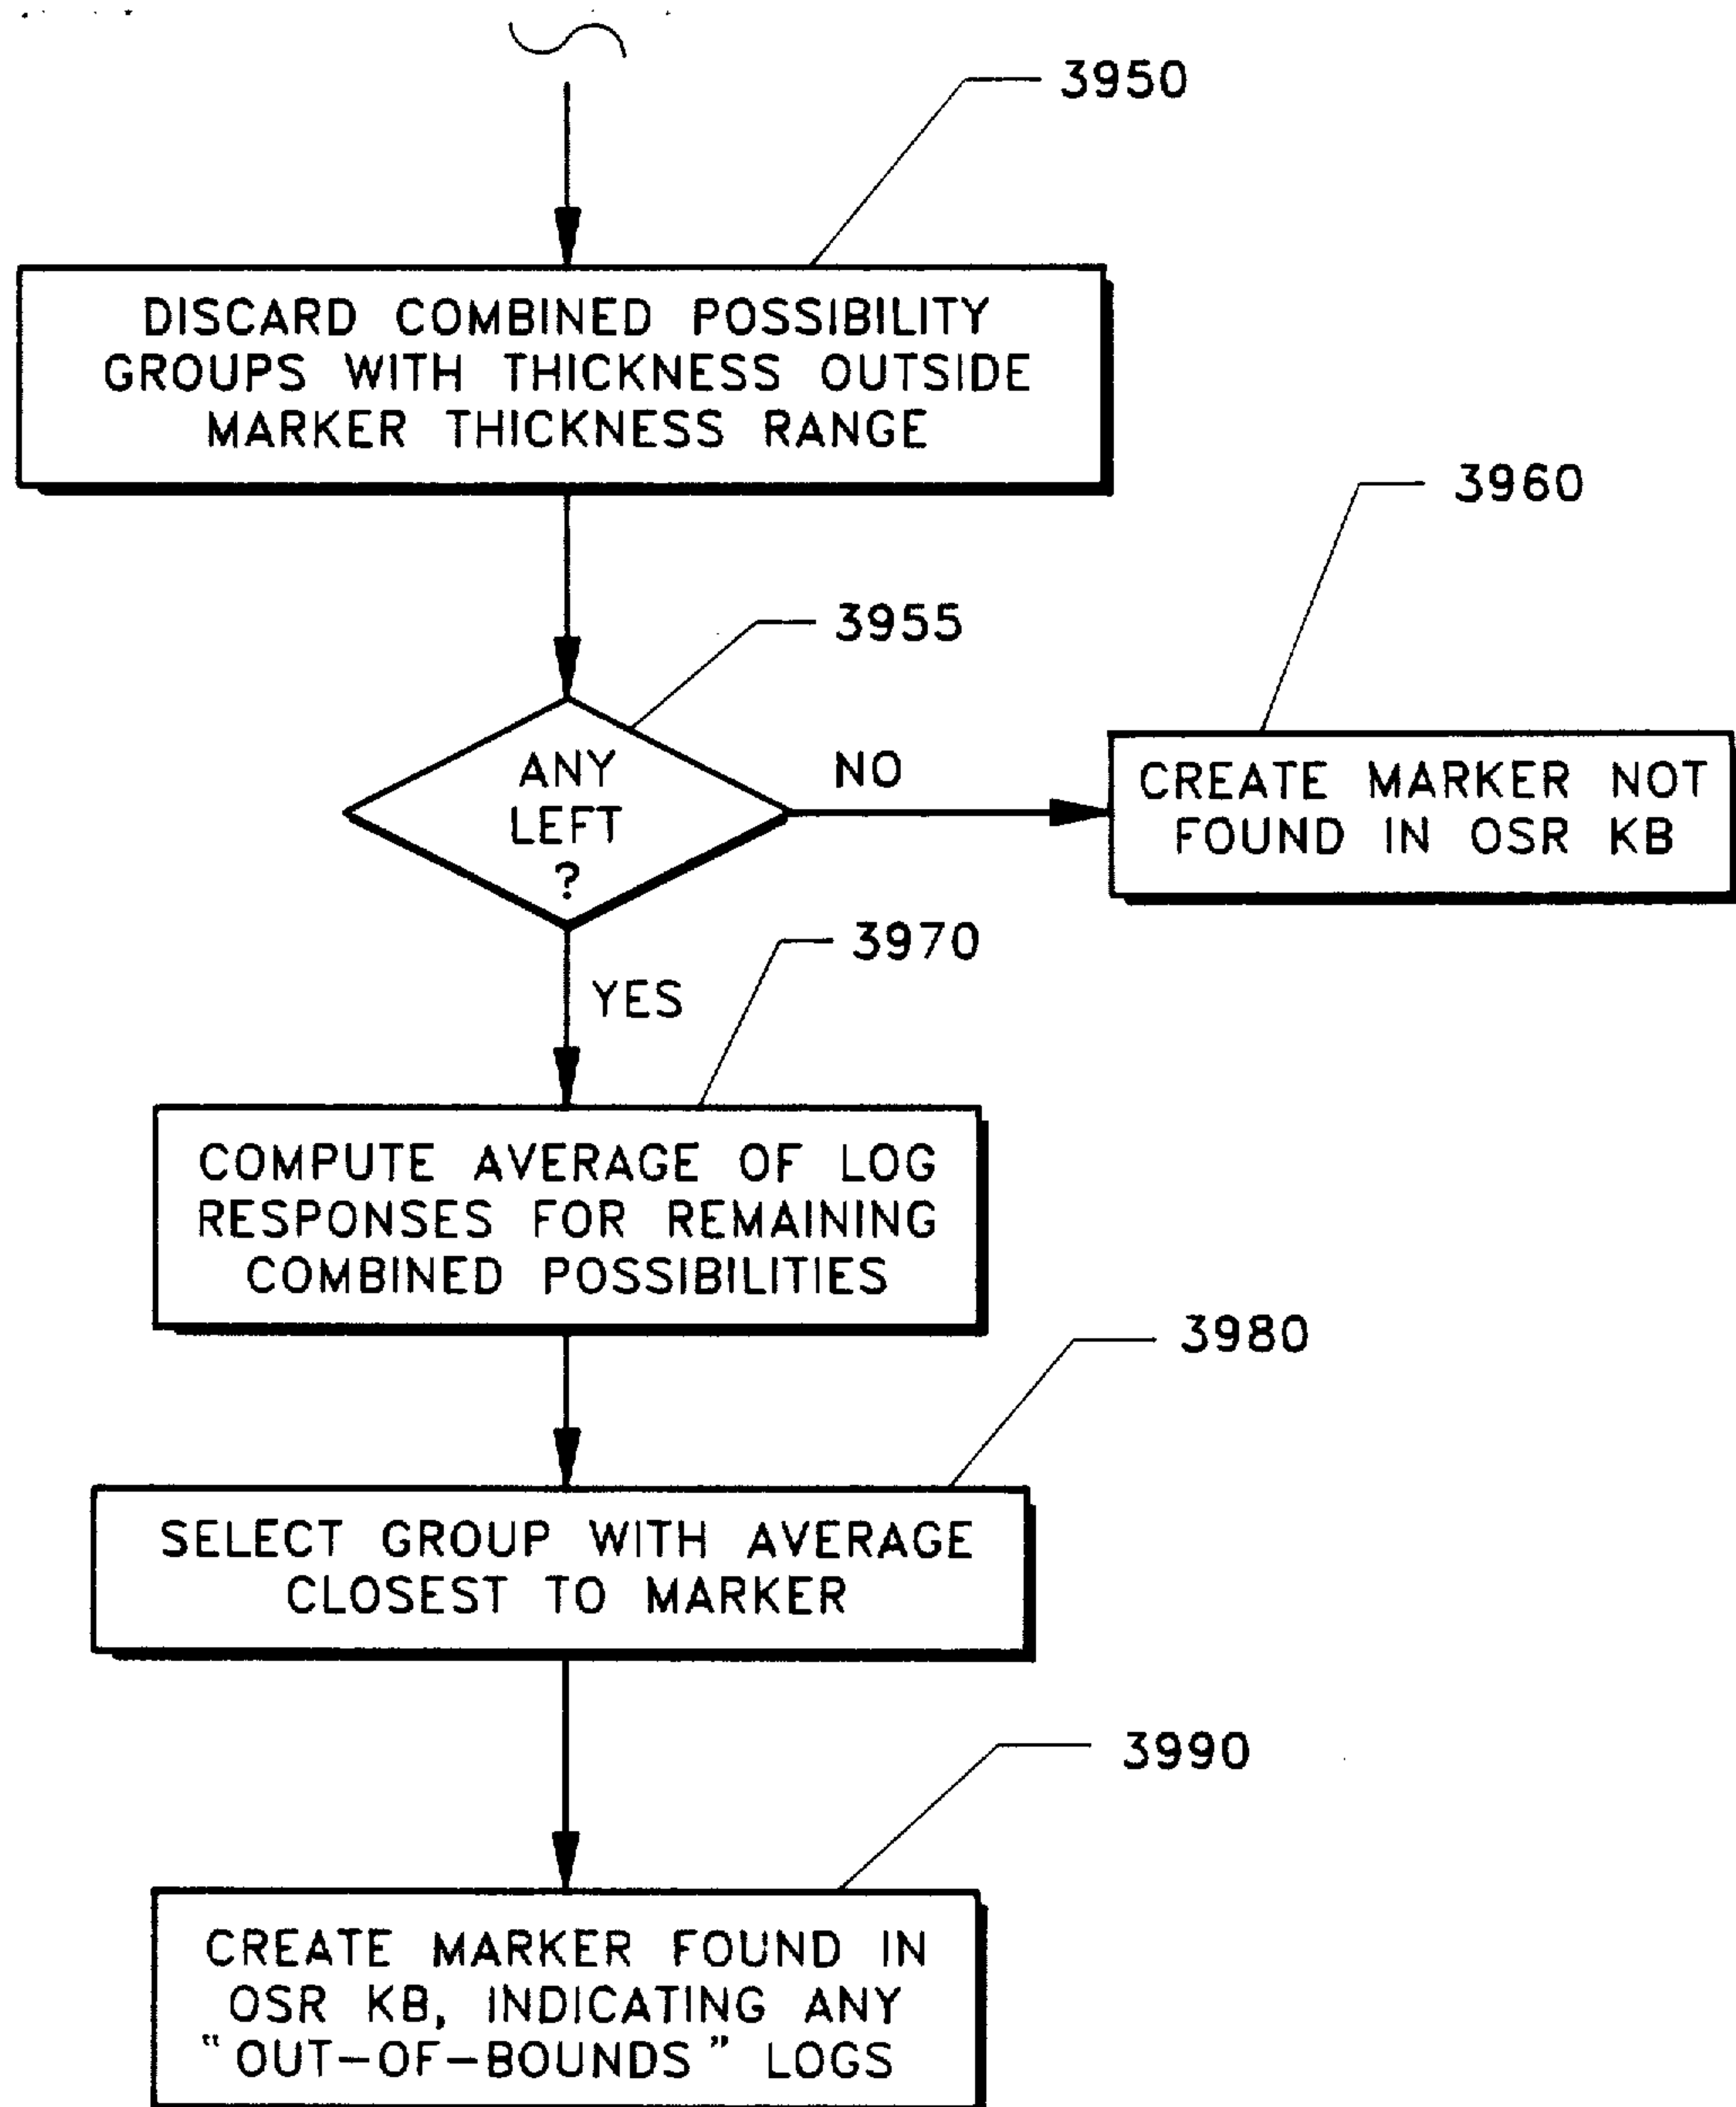 3950
DISCARD COMBINED POSSIBILITY
GROUPS WITH THICKNESS OUTSIDE
MARKER THICKNESS RANGE
3960
3955
ANY
LEFT
?
NO
CREATE MARKER NOT
FOUND IN OSR KB
3970
YES
COMPUTE AVERAGE OF LOG
RESPONSES FOR REMAINING
COMBINED POSSIBILITIES
3980
SELECT GROUP WITH AVERAGE
CLOSEST TO MARKER
3990
CREATE MARKER FOUND IN
OSR KB, INDICATING ANY
"OUT-OF-BOUNDS" LOGS